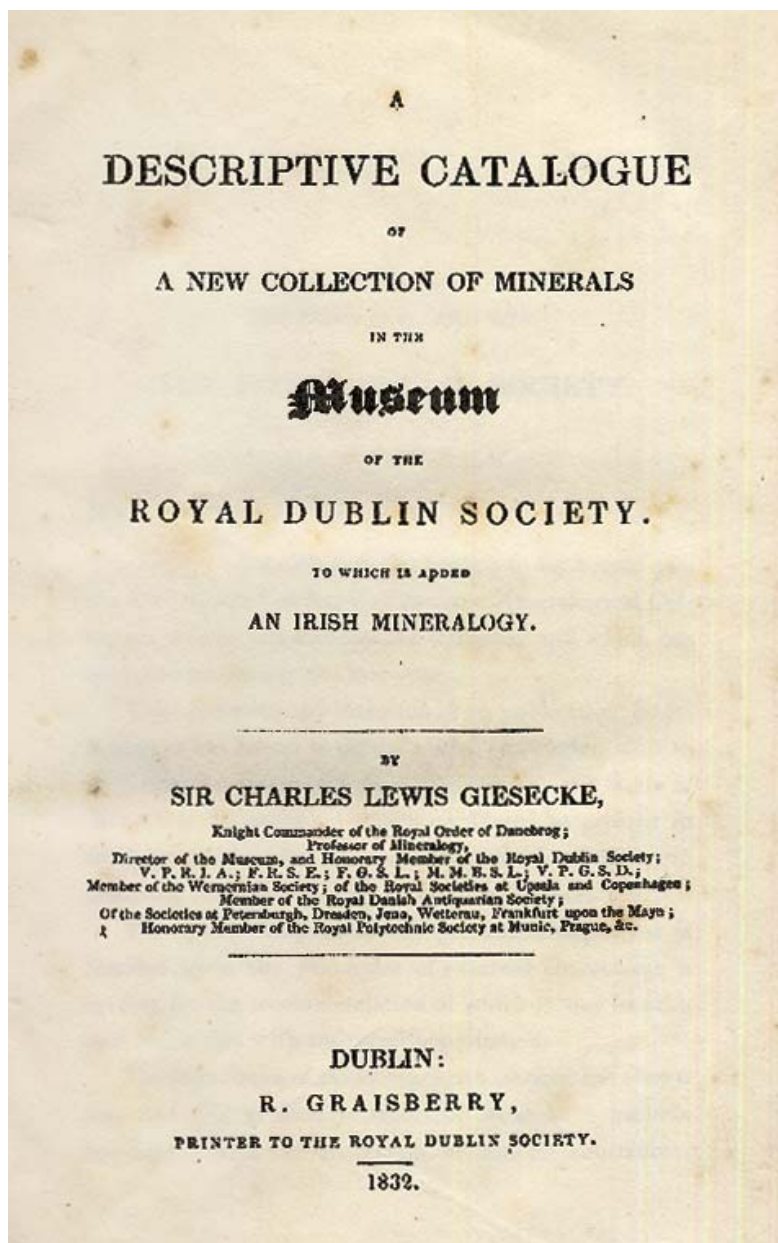 A
DESCRIPTIVE CATALOGUE
OF
A NEW COLLECTION OF MINERALS
IN THE
Museum
OF THE
ROYAL DUBLIN SOCIETY.
TO WHICH IS ADDED
AN IRISH MINERALOGY.
BY
SIR CHARLES LEWIS GIESECKE,
Knight Commander of the Royal Order of Danebrog;
Professor of Mineralogy,
Director of the Museum, and Honorary Member of the Royal Dublin Society;
V. P. R. I. A.; F. R. S. E.; F. G. S. L.; M. M. B. S. L.; V. P. G. S. D.;
Member of the Wernernian Society; of the Royal Societies at Upsala and Copenhagen;
Member of the Royal Danish Antiquarian Society;
Of the Societies at Petersburgh, Dresden, Jena, Wetterau, Frankfurt upon the Mayn;
Honorary Member of the Royal Polytechnic Society at Munic, Prague, &c.
DUBLIN:
R. GRAISBERRY,
PRINTER TO THE ROYAL DUBLIN SOCIETY.
1832.